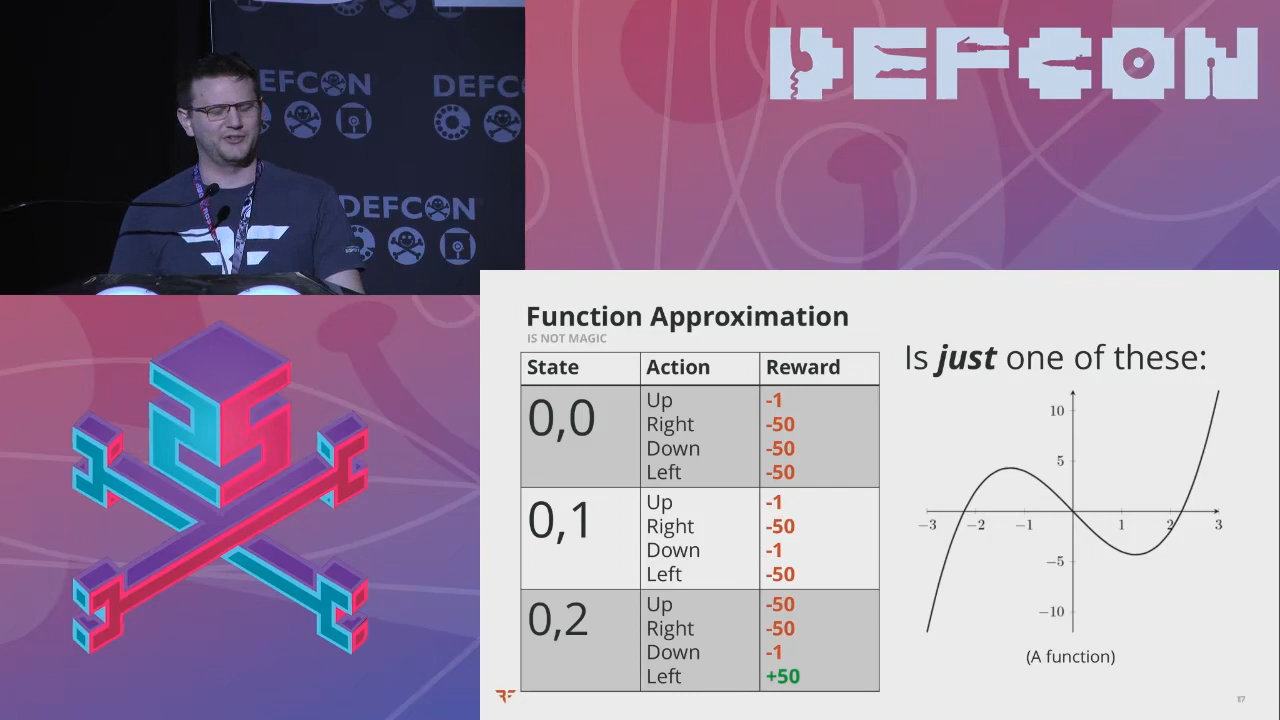 DEFCON
DEFCON
DEFC
DEFCON
Function Approximation
IS NOT MAGIC
Is just one of these:
State Action Reward
0,0
Up -1
Right -50
Down -50
Left -50
0,1
Up -1
Right -50
Down -1
Left -50
0,2
Up -50
Right -50
Down -1
Left +50
10
5
−3 −2 −1 1 2 3
−5
−10
(A function)
17